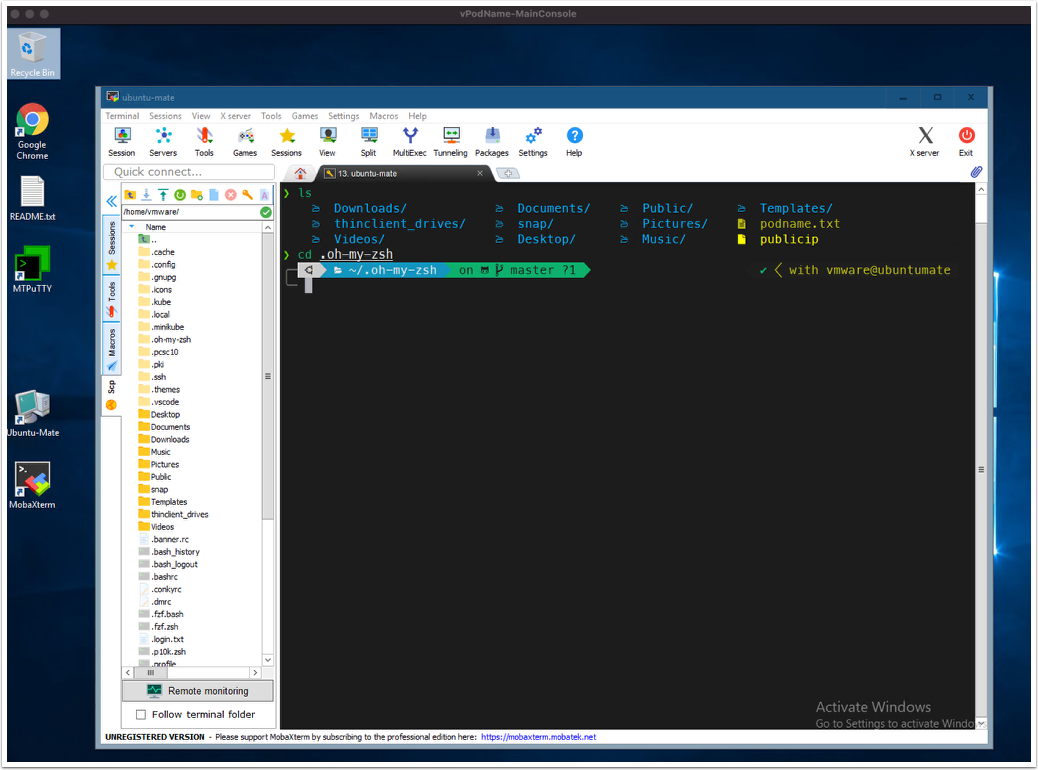 vPodName-MainConsole
Recycle Bin
Google
Chrome
README.txt
MTPuTTY
Ubuntu-Mate
MobaXterm
ubuntu-mate
Terminal Sessions View X server Tools Games Settings Macros Help
Session Servers Tools Games Sessions View Split MultiExec Tunneling Packages Settings Help X server Exit
Quick connect...
13. ubuntu-mate
/home/vmware/
Name
..
.cache
.config
.gnupg
.icons
.kube
.local
.minikube
.oh-my-zsh
.pcsc10
.pki
.ssh
.themes
.vscode
Desktop
Documents
Downloads
Music
Pictures
Public
snap
Templates
thinclient_drives
Videos
.banner.rc
.bash_history
.bash_logout
.bashrc
.conkyrc
.dmrc
.fzf.bash
.fzf.zsh
.login.txt
.p10k.zsh
.profile
Sessions
Tools
Macros
Scp
Remote monitoring
Follow terminal folder
❯ ls
Downloads/ Documents/ Public/ Templates/
thinclient_drives/ snap/ Pictures/ podname.txt
Videos/ Desktop/ Music/ publicip
❯ cd .oh-my-zsh
~/.oh-my-zsh on master ?1 ✔ with vmware@ubuntumate
Activate Windows
Go to Settings to activate Windows
UNREGISTERED VERSION - Please support MobaXterm by subscribing to the professional edition here: https://mobaxterm.mobatek.net